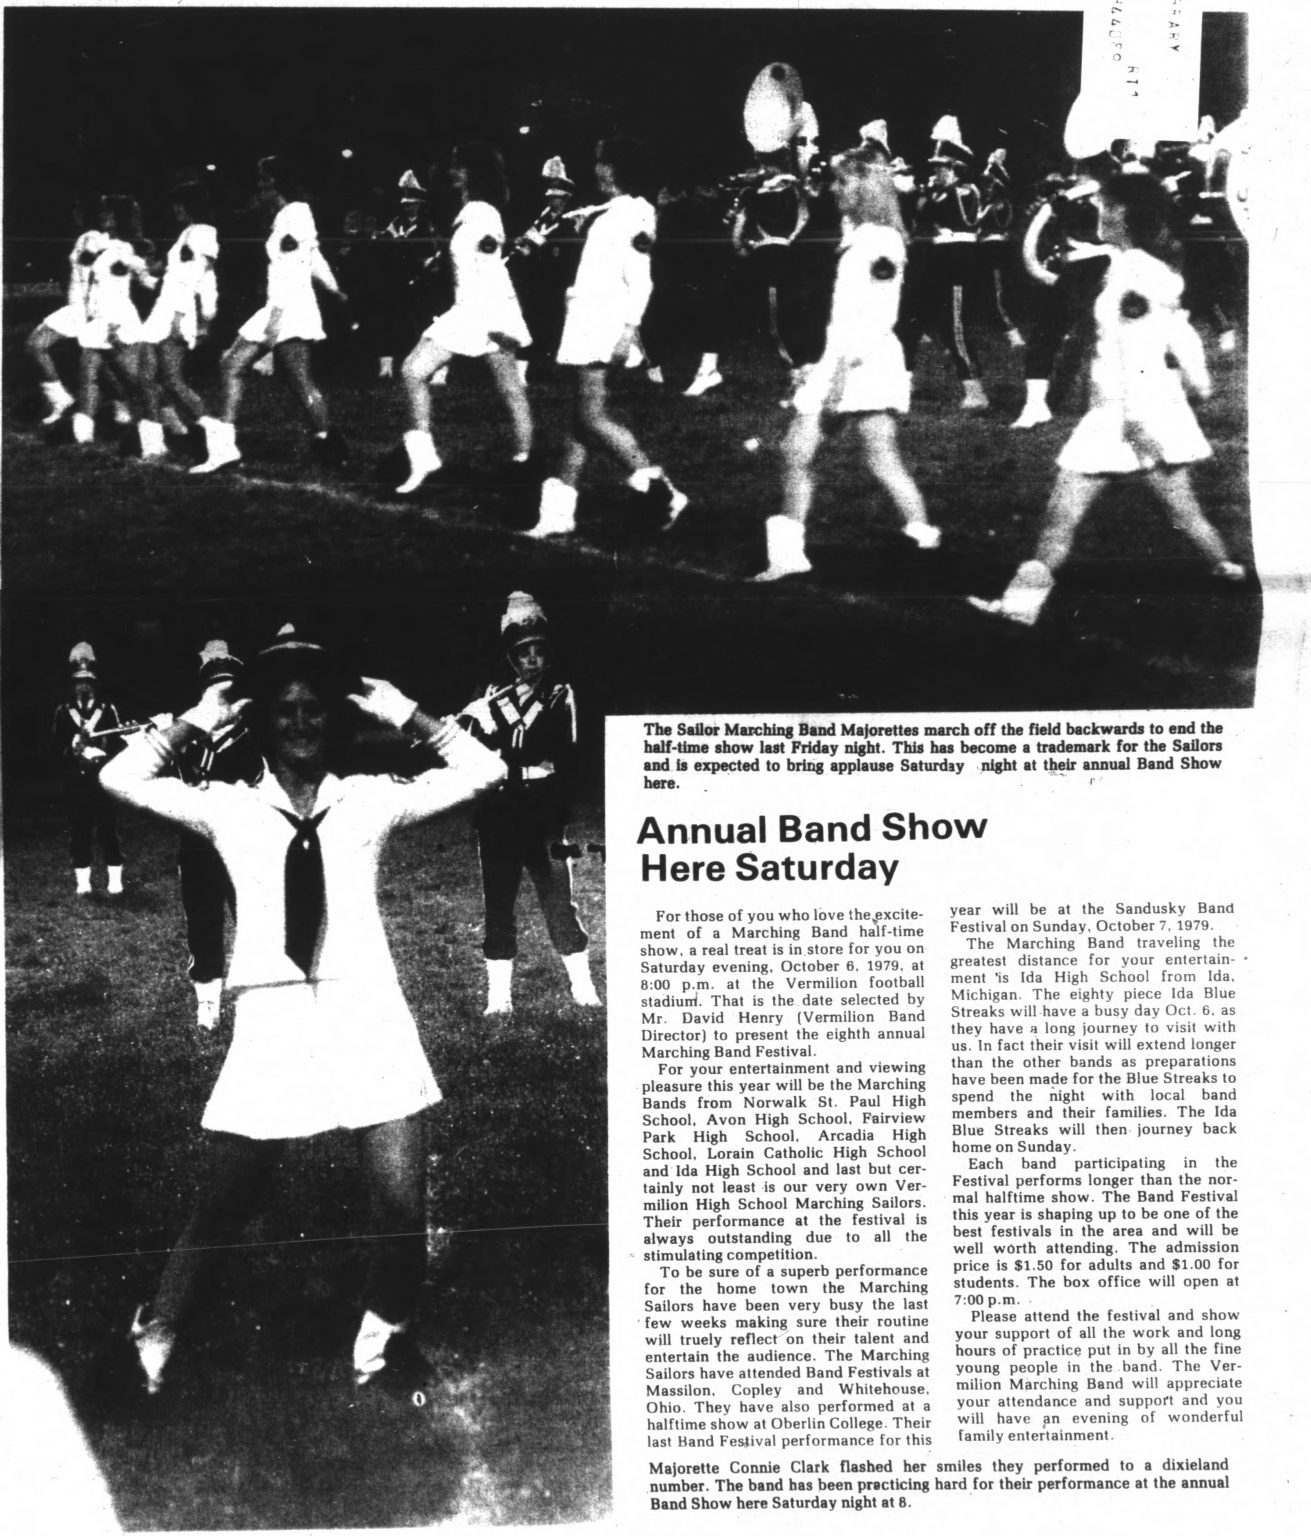 The Sailor Marching Band Majorettes march off the field backwards to end the
half-time show last Friday night. This has become a trademark for the Sailors
and is expected to bring applause Saturday night at their annual Band Show
here.
Annual Band Show
Here Saturday
For those of you who love the excite-
ment of a Marching Band half-time
show, a real treat is in store for you on
Saturday evening, October 6, 1979, at
8:00 p.m. at the Vermilion football
stadium. That is the date selected by
Mr. David Henry (Vermilion Band
Director) to present the eighth annual
Marching Band Festival.
For your entertainment and viewing
pleasure this year will be the Marching
Bands from Norwalk St. Paul High
School, Avon High School, Fairview
Park High School, Arcadia High
School, Lorain Catholic High School
and Ida High School and last but cer-
tainly not least is our very own Ver-
milion High School Marching Sailors.
Their performance at the festival is
always outstanding due to all the
stimulating competition.
To be sure of a superb performance
for the home town the Marching
Sailors have been very busy the last
few weeks making sure their routine
will truely reflect on their talent and
entertain the audience. The Marching
Sailors have attended Band Festivals at
Massilon, Copley and Whitehouse,
Ohio. They have also performed at a
halftime show at Oberlin College. Their
last Band Festival performance for this
year will be at the Sandusky Band
Festival on Sunday, October 7, 1979.
The Marching Band traveling the
greatest distance for your entertain-
ment is Ida High School from Ida,
Michigan. The eighty piece Ida Blue
Streaks will have a busy day Oct. 6, as
they have a long journey to visit with
us. In fact their visit will extend longer
than the other bands as preparations
have been made for the Blue Streaks to
spend the night with local band
members and their families. The Ida
Blue Streaks will then journey back
home on Sunday.
Each band participating in the
Festival performs longer than the nor-
mal halftime show. The Band Festival
this year is shaping up to be one of the
best festivals in the area and will be
well worth attending. The admission
price is $1.50 for adults and $1.00 for
students. The box office will open at
7:00 p.m.
Please attend the festival and show
your support of all the work and long
hours of practice put in by all the fine
young people in the band. The Ver-
milion Marching Band will appreciate
your attendance and support and you
will have an evening of wonderful
family entertainment.
Majorette Connie Clark flashed her smiles they performed to a dixieland
number. The band has been practicing hard for their performance at the annual
Band Show here Saturday night at 8.